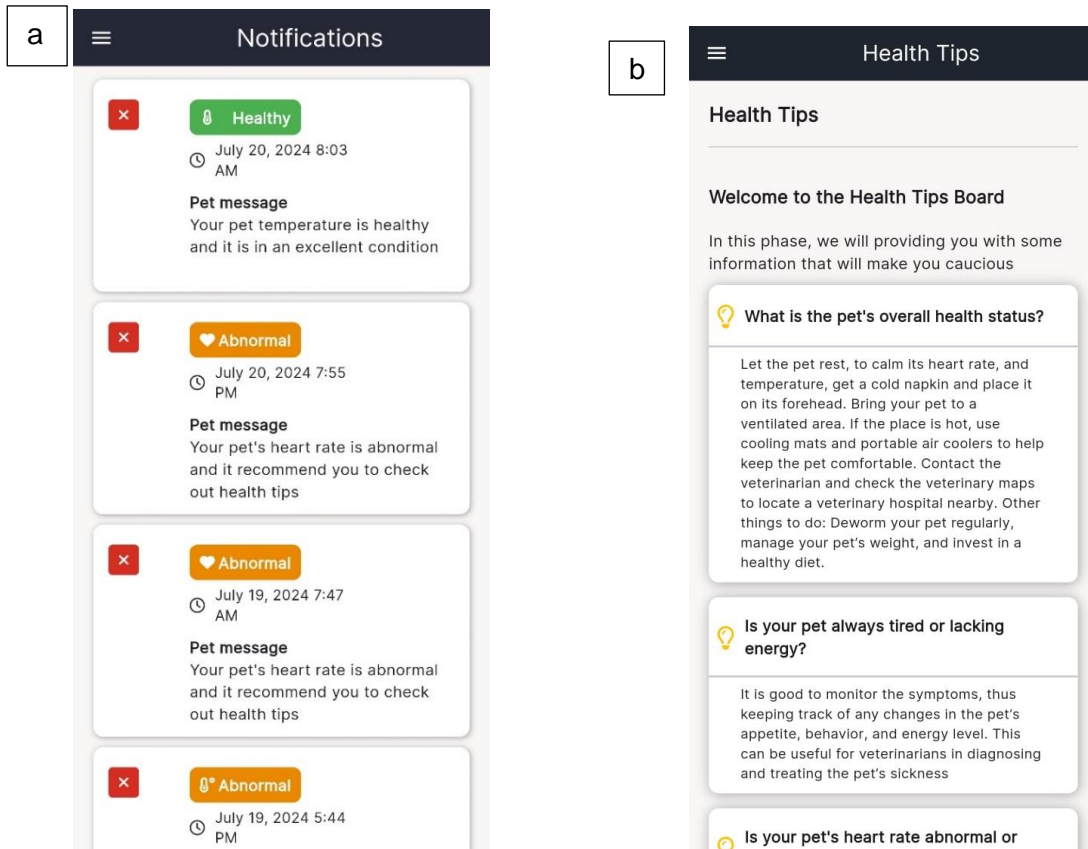 a
Notifications
Healthy
July 20, 2024 8:03
AM
Pet message
Your pet temperature is healthy
and it is in an excellent condition
Abnormal
July 20, 2024 7:55
PM
Pet message
Your pet's heart rate is abnormal
and it recommend you to check
out health tips
Abnormal
July 19, 2024 7:47
AM
Pet message
Your pet's heart rate is abnormal
and it recommend you to check
out health tips
Abnormal
July 19, 2024 5:44
PM
b
Health Tips
Health Tips
Welcome to the Health Tips Board
In this phase, we will providing you with some
information that will make you caucious
What is the pet's overall health status?
Let the pet rest, to calm its heart rate, and
temperature, get a cold napkin and place it
on its forehead. Bring your pet to a
ventilated area. If the place is hot, use
cooling mats and portable air coolers to help
keep the pet comfortable. Contact the
veterinarian and check the veterinary maps
to locate a veterinary hospital nearby. Other
things to do: Deworm your pet regularly,
manage your pet's weight, and invest in a
healthy diet.
Is your pet always tired or lacking
energy?
It is good to monitor the symptoms, thus
keeping track of any changes in the pet's
appetite, behavior, and energy level. This
can be useful for veterinarians in diagnosing
and treating the pet's sickness
Is your pet's heart rate abnormal or